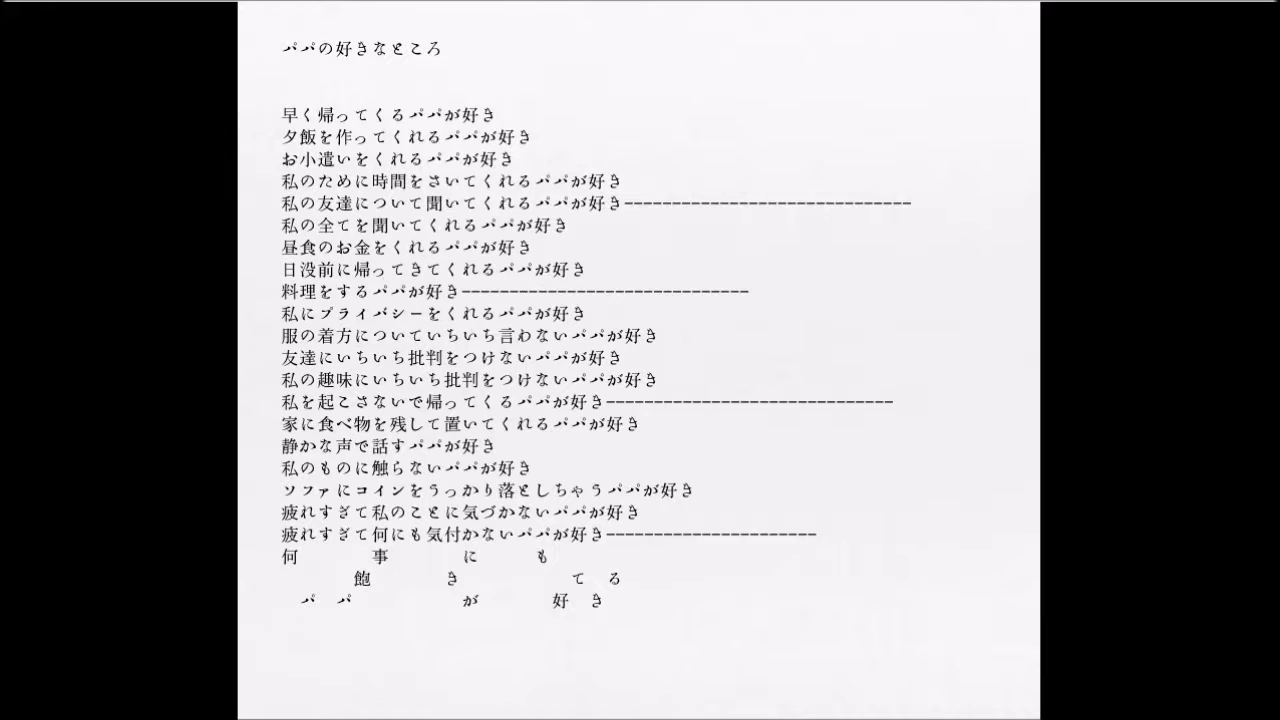 パパの好きなところ
早く帰ってくるパパが好き
夕飯を作ってくれるパパが好き
お小遣いをくれるパパが好き
私のために時間をさいてくれるパパが好き
私の友達について聞いてくれるパパが好き------------------------------
私の全てを聞いてくれるパパが好き
昼食のお金をくれるパパが好き
日没前に帰ってきてくれるパパが好き
料理をするパパが好き------------------------------
私にプライバシーをくれるパパが好き
服の着方についていちいち言わないパパが好き
友達にいちいち批判をつけないパパが好き
私の趣味にいちいち批判をつけないパパが好き
私を起こさないで帰ってくるパパが好き------------------------------
家に食べ物を残して置いてくれるパパが好き
静かな声で話すパパが好き
私のものに触らないパパが好き
ソファにコインをうっかり落としちゃうパパが好き
疲れすぎて私のことに気づかないパパが好き
疲れすぎて何にも気付かないパパが好き----------------------
何　　　　事　　　　に　　　も
飽　　　　き　　　　　　て　る
パ　パ　　　　　　が　　　　好　き